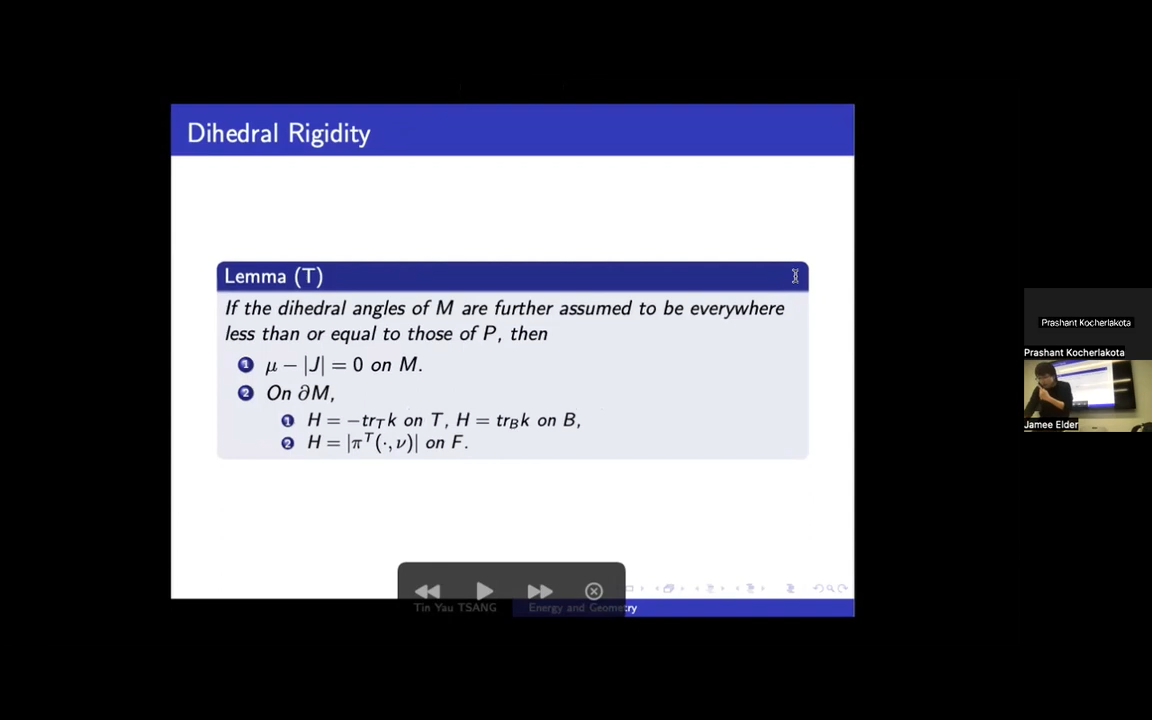 Dihedral Rigidity
Lemma (T)
If the dihedral angles of M are further assumed to be everywhere
less than or equal to those of P, then
1 μ − |J| = 0 on M.
2 On ∂M,
1 H = −tr_T k on T, H = tr_B k on B,
2 H = |π^T(·, ν)| on F.
Tin Yau TSANG
Energy and Geometry
Prashant Kocherlakota
Prashant Kocherlakota
Jamee Elder